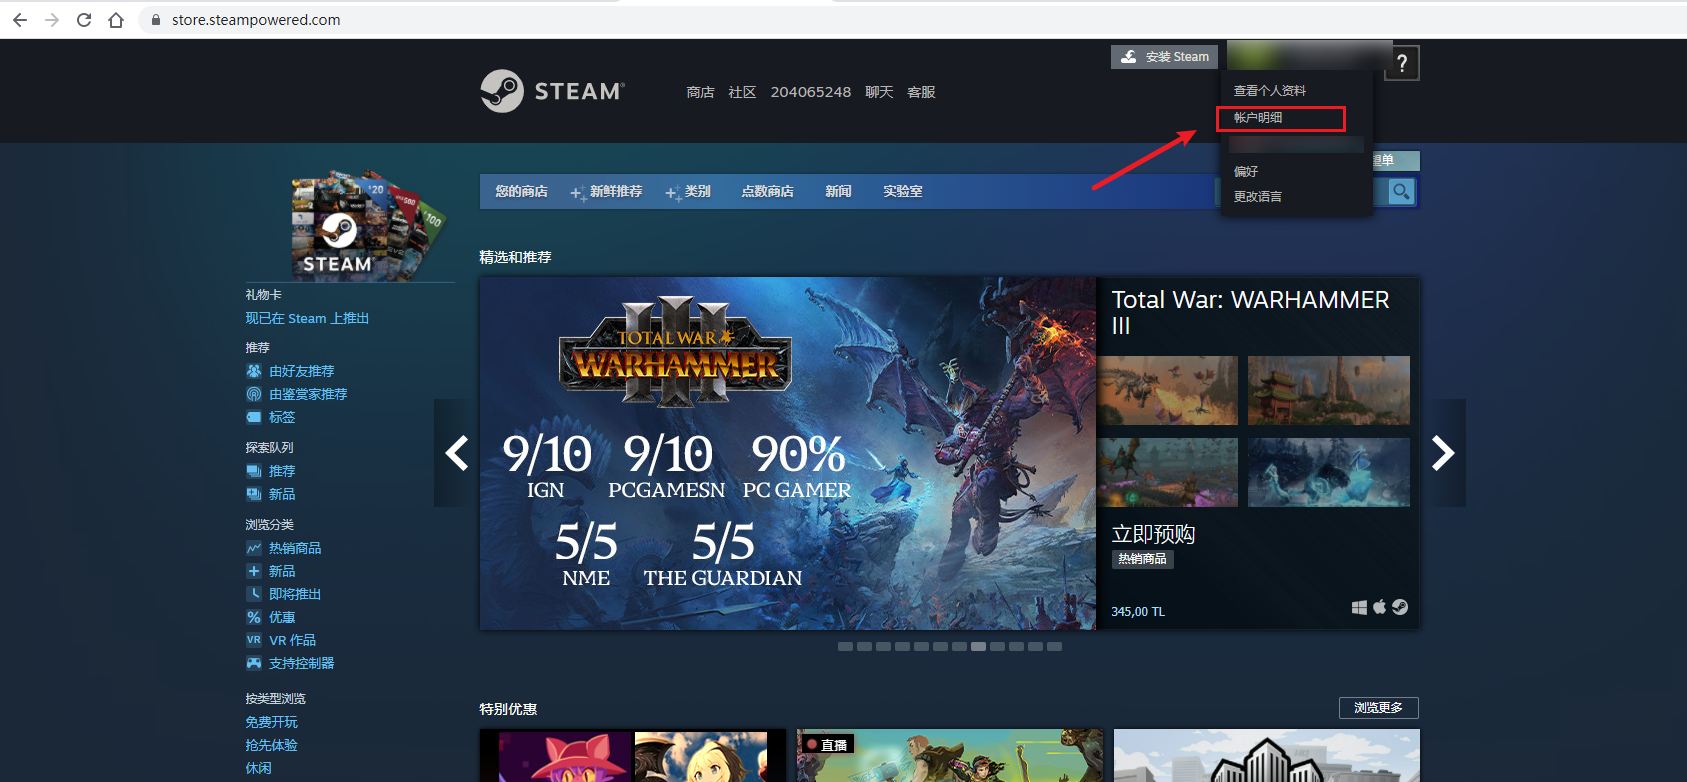 store.steampowered.com
安装 Steam
?
STEAM®
商店 社区 204065248 聊天 客服
查看个人资料
帐户明细
偏好
更改语言
单
您的商店 新鲜推荐 类别 点数商店 新闻 实验室
$20
$100
STEAM
礼物卡
现已在 Steam 上推出
推荐
由好友推荐
由鉴赏家推荐
标签
探索队列
推荐
新品
浏览分类
热销商品
新品
即将推出
% 优惠
VR VR 作品
支持控制器
按类型浏览
免费开玩
抢先体验
休闲
精选和推荐
III
TOTAL WAR
WARHAMMER
9/10 9/10 90%
IGN PCGAMESN PC GAMER
5/5 5/5
NME THE GUARDIAN
Total War: WARHAMMER
III
立即预购
热销商品
345,00 TL
特别优惠
浏览更多
直播